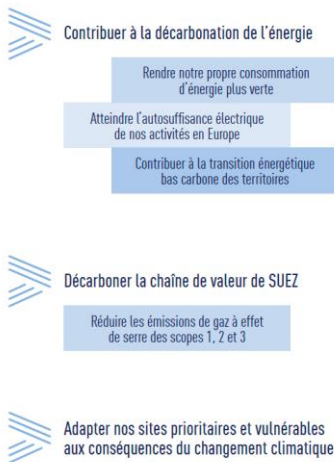 Contribuer à la décarbonation de l'énergie
Rendre notre propre consommation
d'énergie plus verte
Atteindre l'autosuffisance électrique
de nos activités en Europe
Contribuer à la transition énergétique
bas carbone des territoires
Décarboner la chaîne de valeur de SUEZ
Réduire les émissions de gaz à effet
de serre des scopes 1, 2 et 3
Adapter nos sites prioritaires et vulnérables
aux conséquences du changement climatique